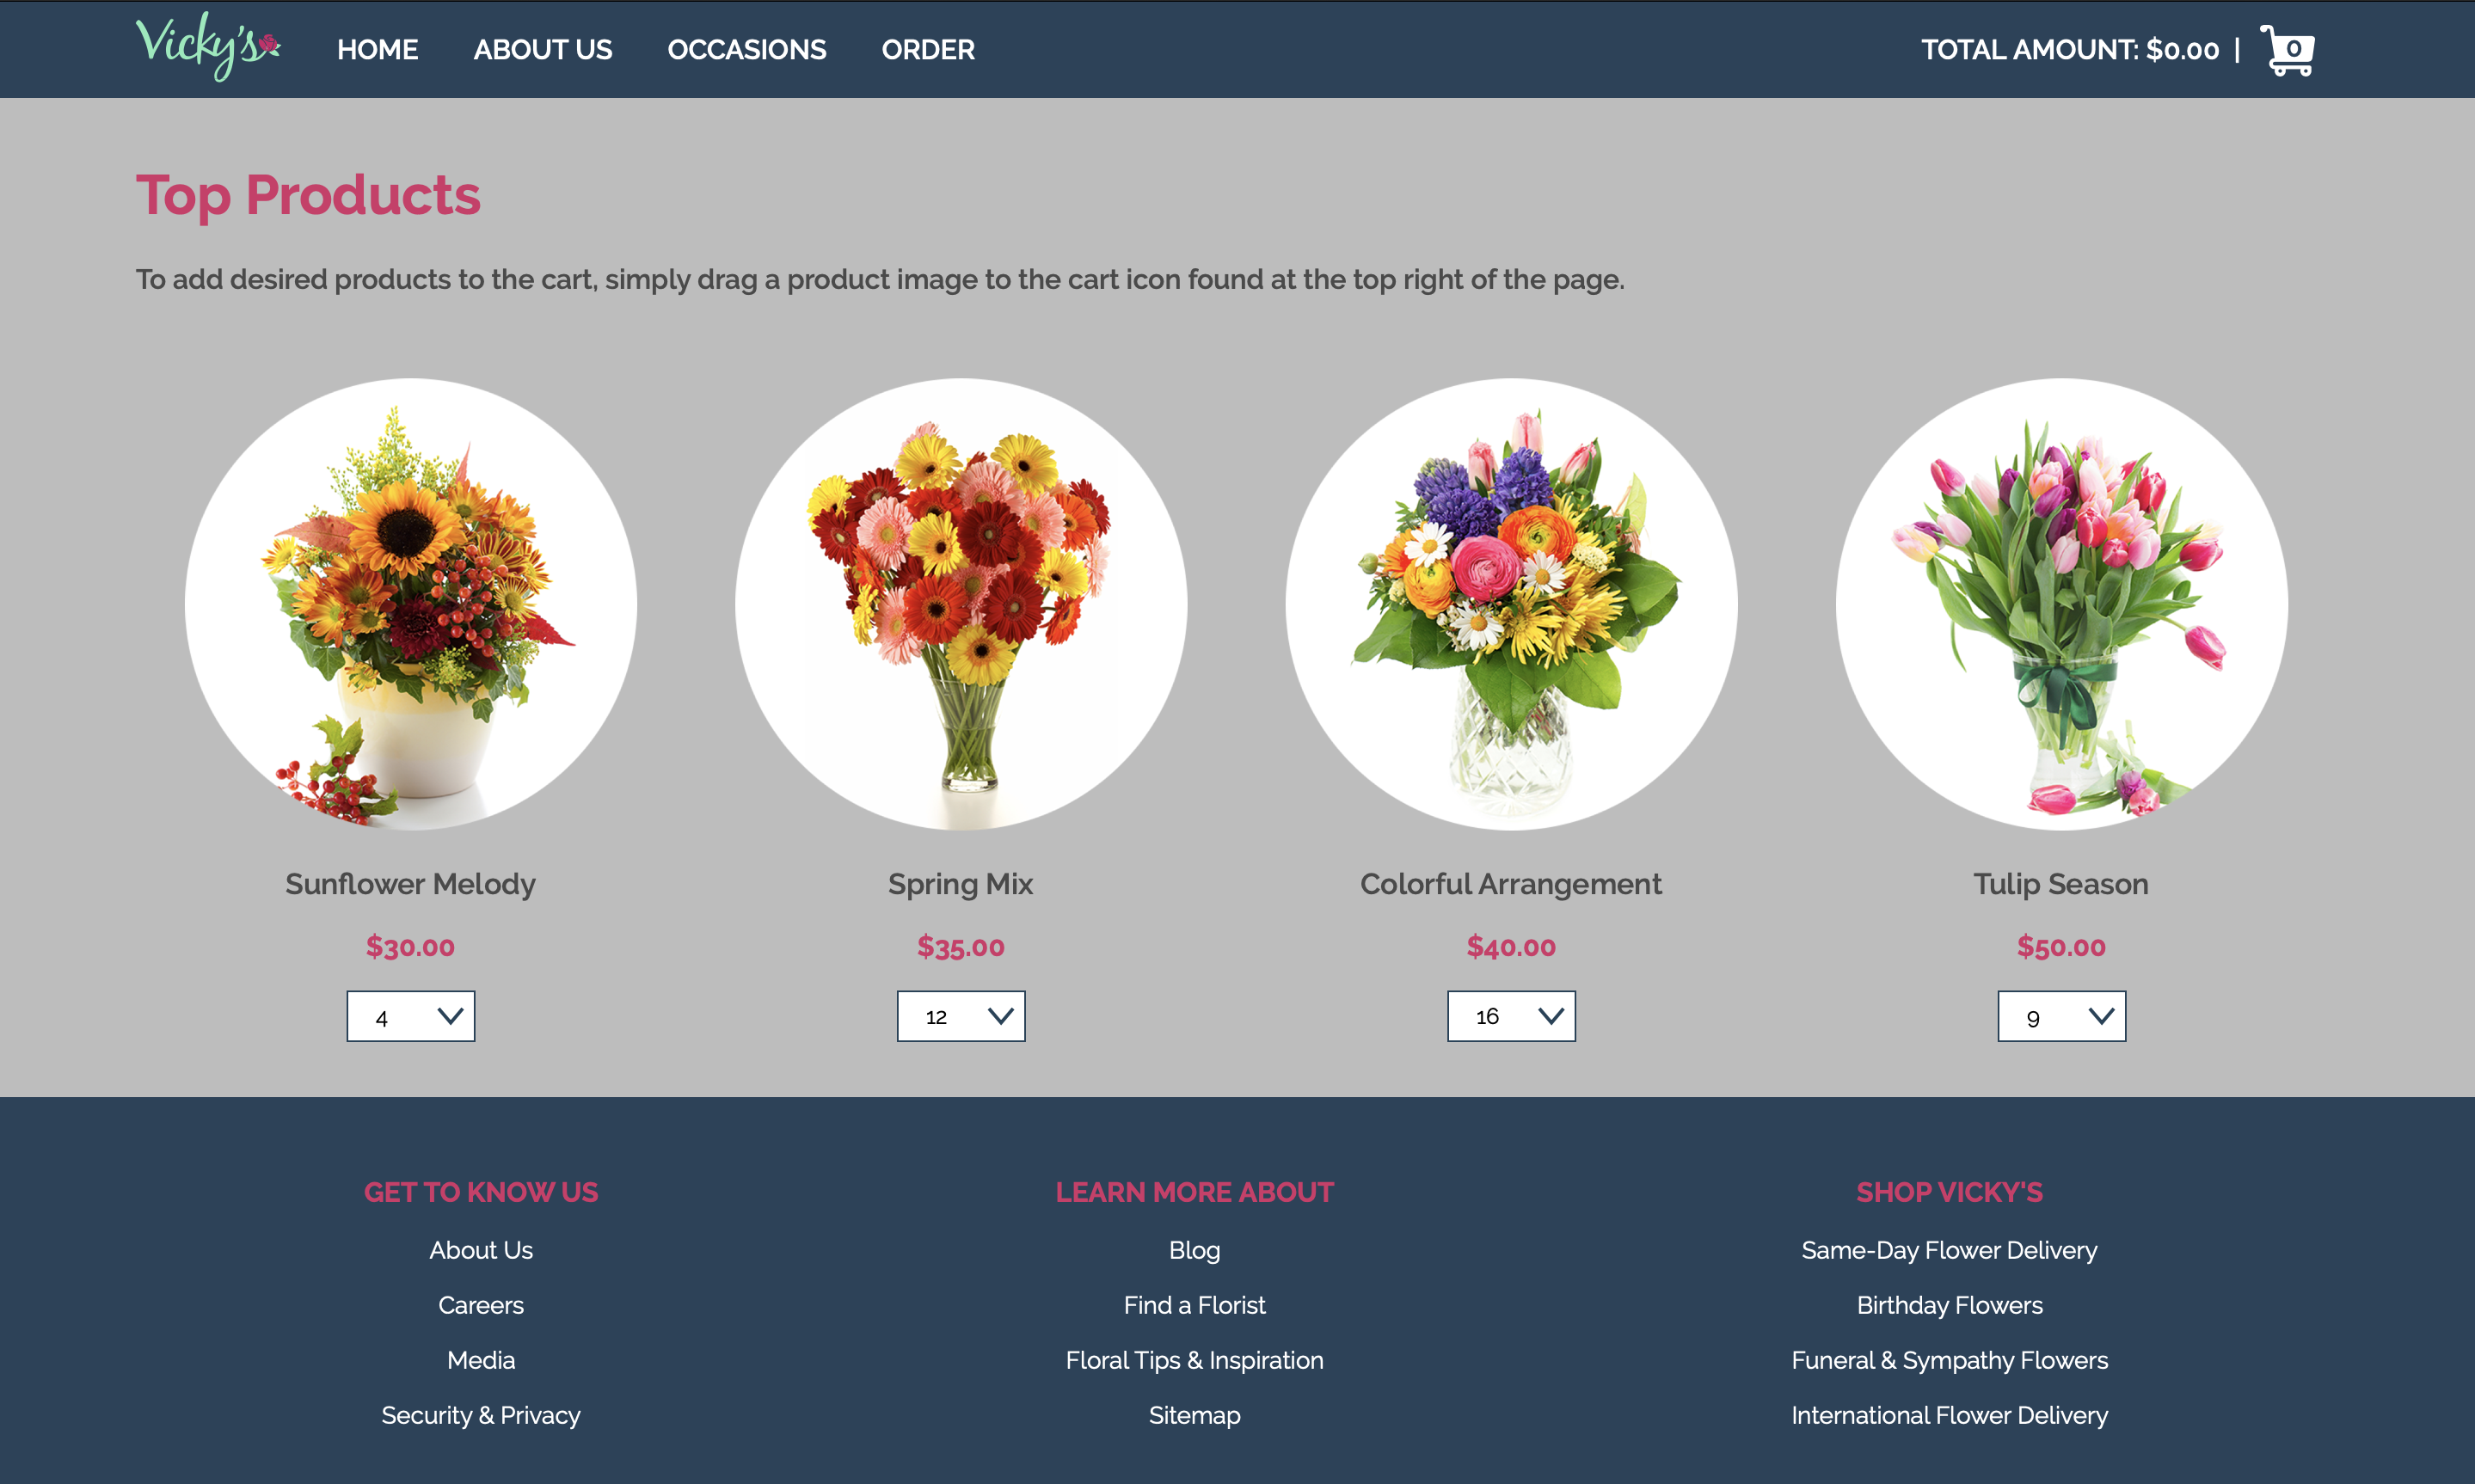 Vicky's
HOME ABOUT US OCCASIONS ORDER
TOTAL AMOUNT: $0.00 | 0
Top Products
To add desired products to the cart, simply drag a product image to the cart icon found at the top right of the page.
Sunflower Melody
$30.00
4
Spring Mix
$35.00
12
Colorful Arrangement
$40.00
16
Tulip Season
$50.00
9
GET TO KNOW US
About Us
Careers
Media
Security & Privacy
LEARN MORE ABOUT
Blog
Find a Florist
Floral Tips & Inspiration
Sitemap
SHOP VICKY'S
Same-Day Flower Delivery
Birthday Flowers
Funeral & Sympathy Flowers
International Flower Delivery